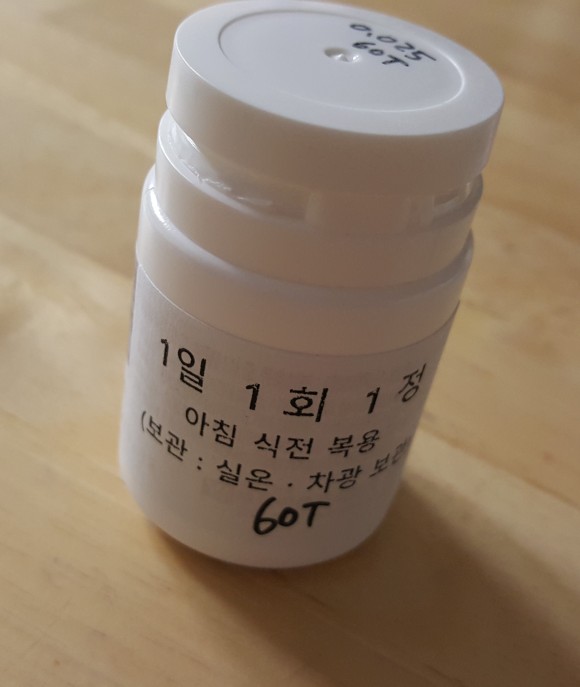 0.025
60T
1일 1회 1정
아침 식전 복용
(보관 : 실온 · 차광 보관)
60T